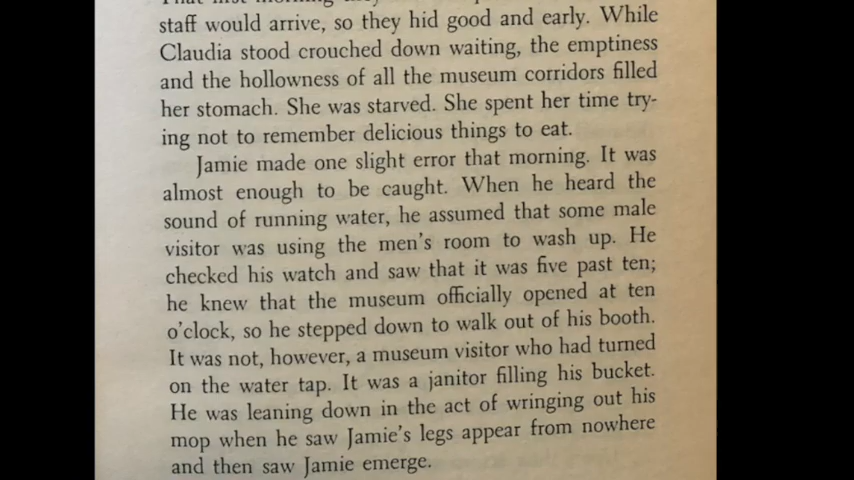 staff would arrive, so they hid good and early. While
Claudia stood crouched down waiting, the emptiness
and the hollowness of all the museum corridors filled
her stomach. She was starved. She spent her time try-
ing not to remember delicious things to eat.
Jamie made one slight error that morning. It was
almost enough to be caught. When he heard the
sound of running water, he assumed that some male
visitor was using the men's room to wash up. He
checked his watch and saw that it was five past ten;
he knew that the museum officially opened at ten
o'clock, so he stepped down to walk out of his booth.
It was not, however, a museum visitor who had turned
on the water tap. It was a janitor filling his bucket.
He was leaning down in the act of wringing out his
mop when he saw Jamie's legs appear from nowhere
and then saw Jamie emerge.